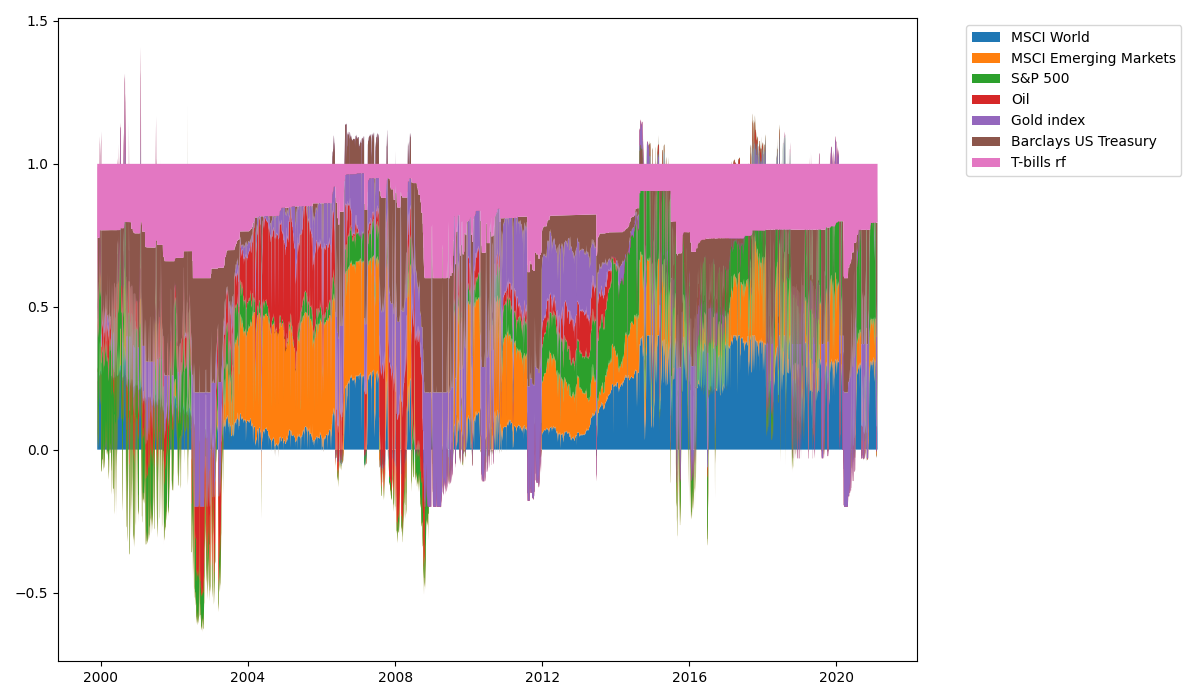 1.5
1.0
0.5
0.0
−0.5
2000
2004
2008
2012
2016
2020
MSCI World
MSCI Emerging Markets
S&P 500
Oil
Gold index
Barclays US Treasury
T-bills rf